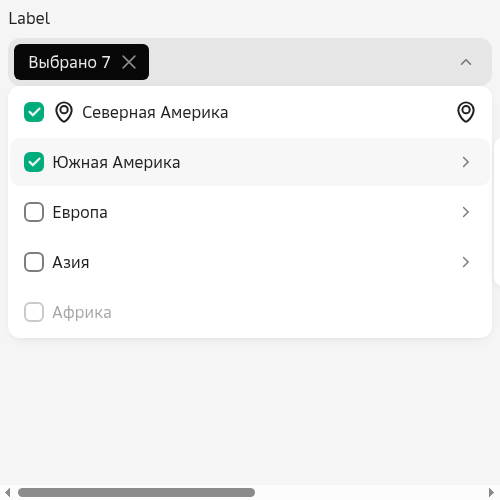 Label
Выбрано 7
Северная Америка
Южная Америка
Европа
Азия
Африка